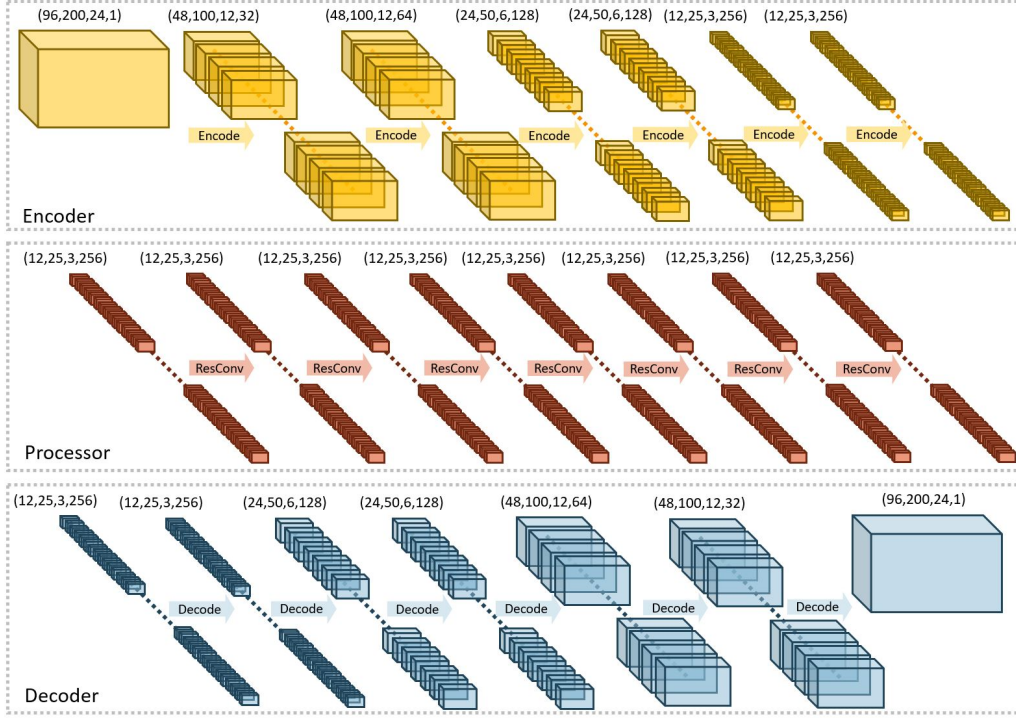 (96,200,24,1) (48,100,12,32) (48,100,12,64) (24,50,6,128) (24,50,6,128) (12,25,3,256) (12,25,3,256)
Encode Encode Encode Encode Encode Encode
Encoder
(12,25,3,256) (12,25,3,256) (12,25,3,256) (12,25,3,256) (12,25,3,256) (12,25,3,256) (12,25,3,256) (12,25,3,256)
ResConv ResConv ResConv ResConv ResConv ResConv ResConv
Processor
(12,25,3,256) (12,25,3,256) (24,50,6,128) (24,50,6,128) (48,100,12,64) (48,100,12,32) (96,200,24,1)
Decode Decode Decode Decode Decode Decode
Decoder